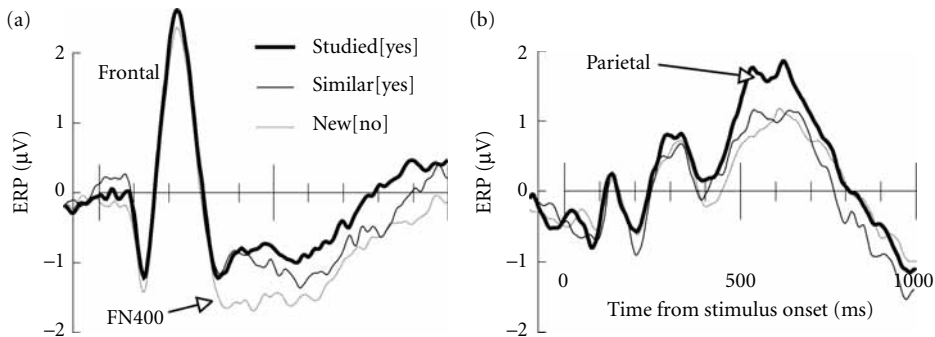 (a)
2
1
0
−1
−2
ERP (μV)
Frontal
Studied[yes]
Similar[yes]
New[no]
FN400
(b)
2
1
0
−1
−2
ERP (μV)
Parietal
0 500 1000
Time from stimulus onset (ms)